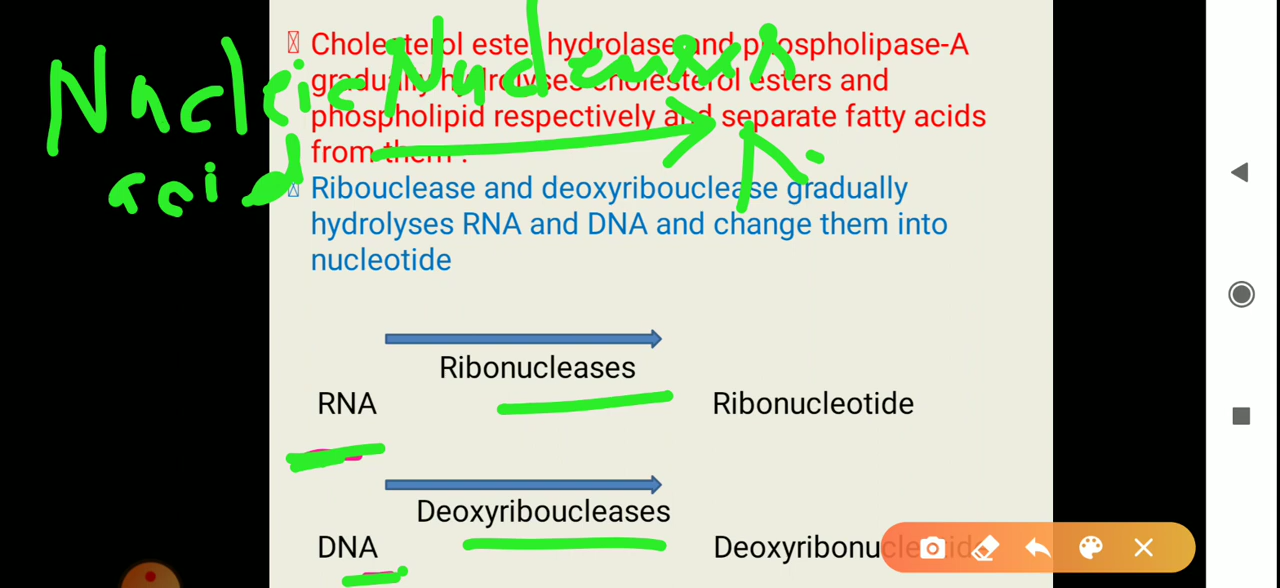 Nucleic Nucleases
acid
Cholesterol ester hydrolase and phospholipase-A
gradually hydrolyses cholesterol esters and
phospholipid respectively and separate fatty acids
from them .
Ribouclease and deoxyribouclease gradually
hydrolyses RNA and DNA and change them into
nucleotide
Ribonucleases
RNA Ribonucleotide
Deoxyriboucleases
DNA